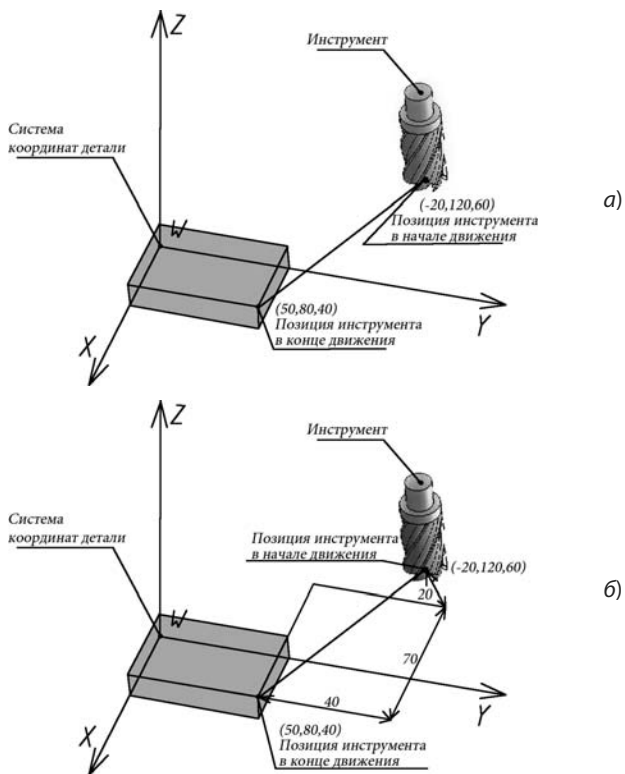 Z
Инструмент
Система
координат детали
W
(-20,120,60)
Позиция инструмента
в начале движения
а)
(50,80,40)
Позиция инструмента
в конце движения
X
Y
Z
Инструмент
Система
координат детали
Позиция инструмента
в начале движения
(-20,120,60)
б)
W
20
70
40
(50,80,40)
Позиция инструмента
в конце движения
X
Y